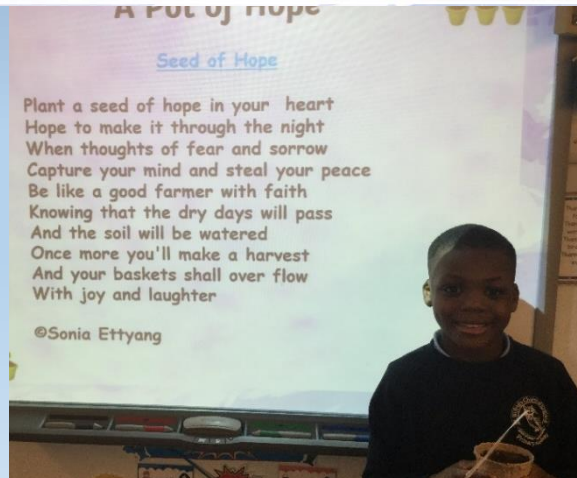 A Pot of Hope
Seed of Hope
Plant a seed of hope in your heart
Hope to make it through the night
When thoughts of fear and sorrow
Capture your mind and steal your peace
Be like a good farmer with faith
Knowing that the dry days will pass
And the soil will be watered
Once more you'll make a harvest
And your baskets shall over flow
With joy and laughter
©Sonia Ettyang